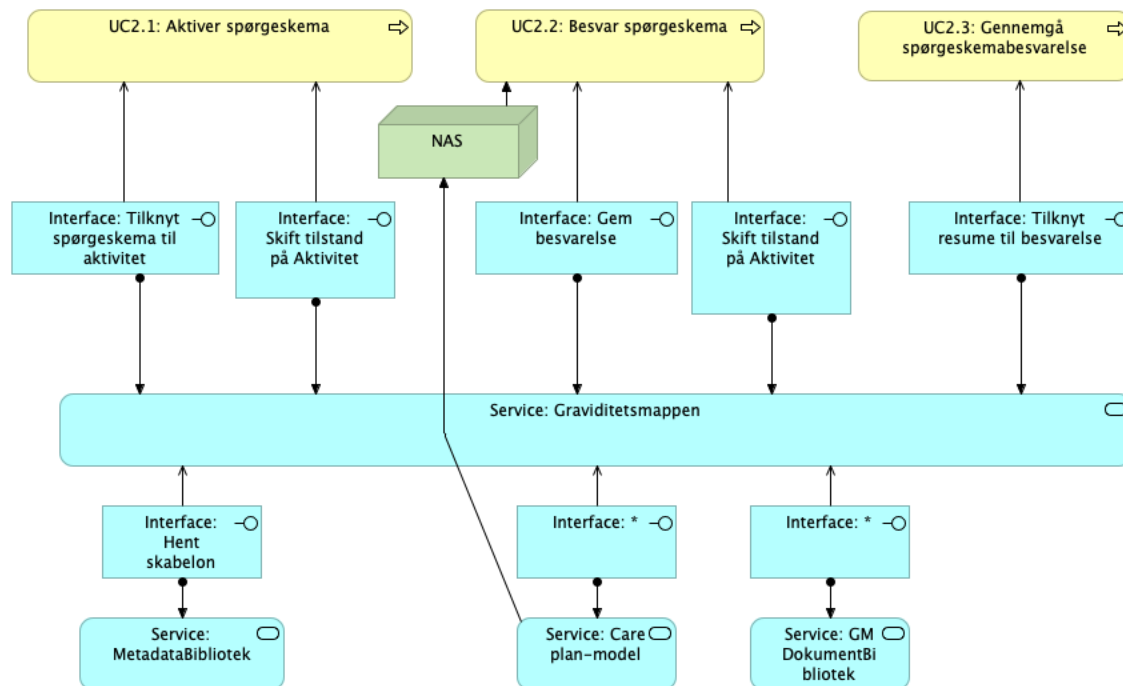 UC2.1: Aktiver spørgeskema
UC2.2: Besvar spørgeskema
UC2.3: Gennemgå
spørgeskemabesvarelse
NAS
Interface: Tilknyt
spørgeskema til
aktivitet
Interface:
Skift tilstand
på Aktivitet
Interface: Gem
besvarelse
Interface:
Skift tilstand
på Aktivitet
Interface: Tilknyt
resume til besvarelse
Service: Graviditetsmappen
Interface:
Hent
skabelon
Interface: *
Interface: *
Service:
MetadataBibliotek
Service: Care
plan-model
Service: GM
DokumentBi
bliotek